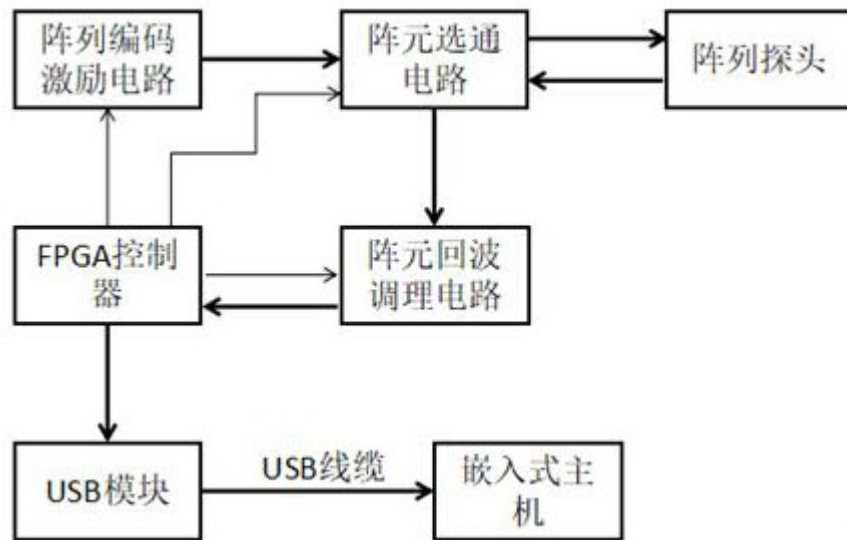 阵列编码
激励电路
阵元选通
电路
阵列探头
FPGA控制
器
阵元回波
调理电路
USB模块
USB线缆
嵌入式主
机